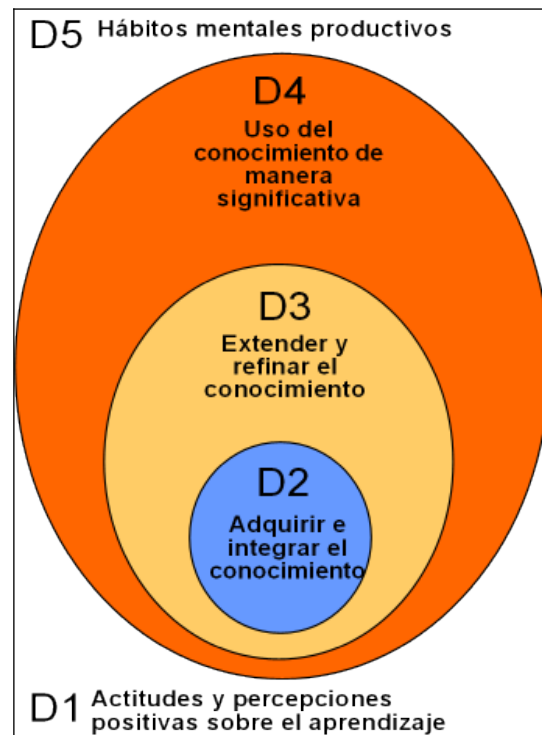 D5 Hábitos mentales productivos
D4
Uso del
conocimiento de
manera
significativa
D3
Extender y
refinar el
conocimiento
D2
Adquirir e
integrar el
conocimiento
D1 Actitudes y percepciones
positivas sobre el aprendizaje